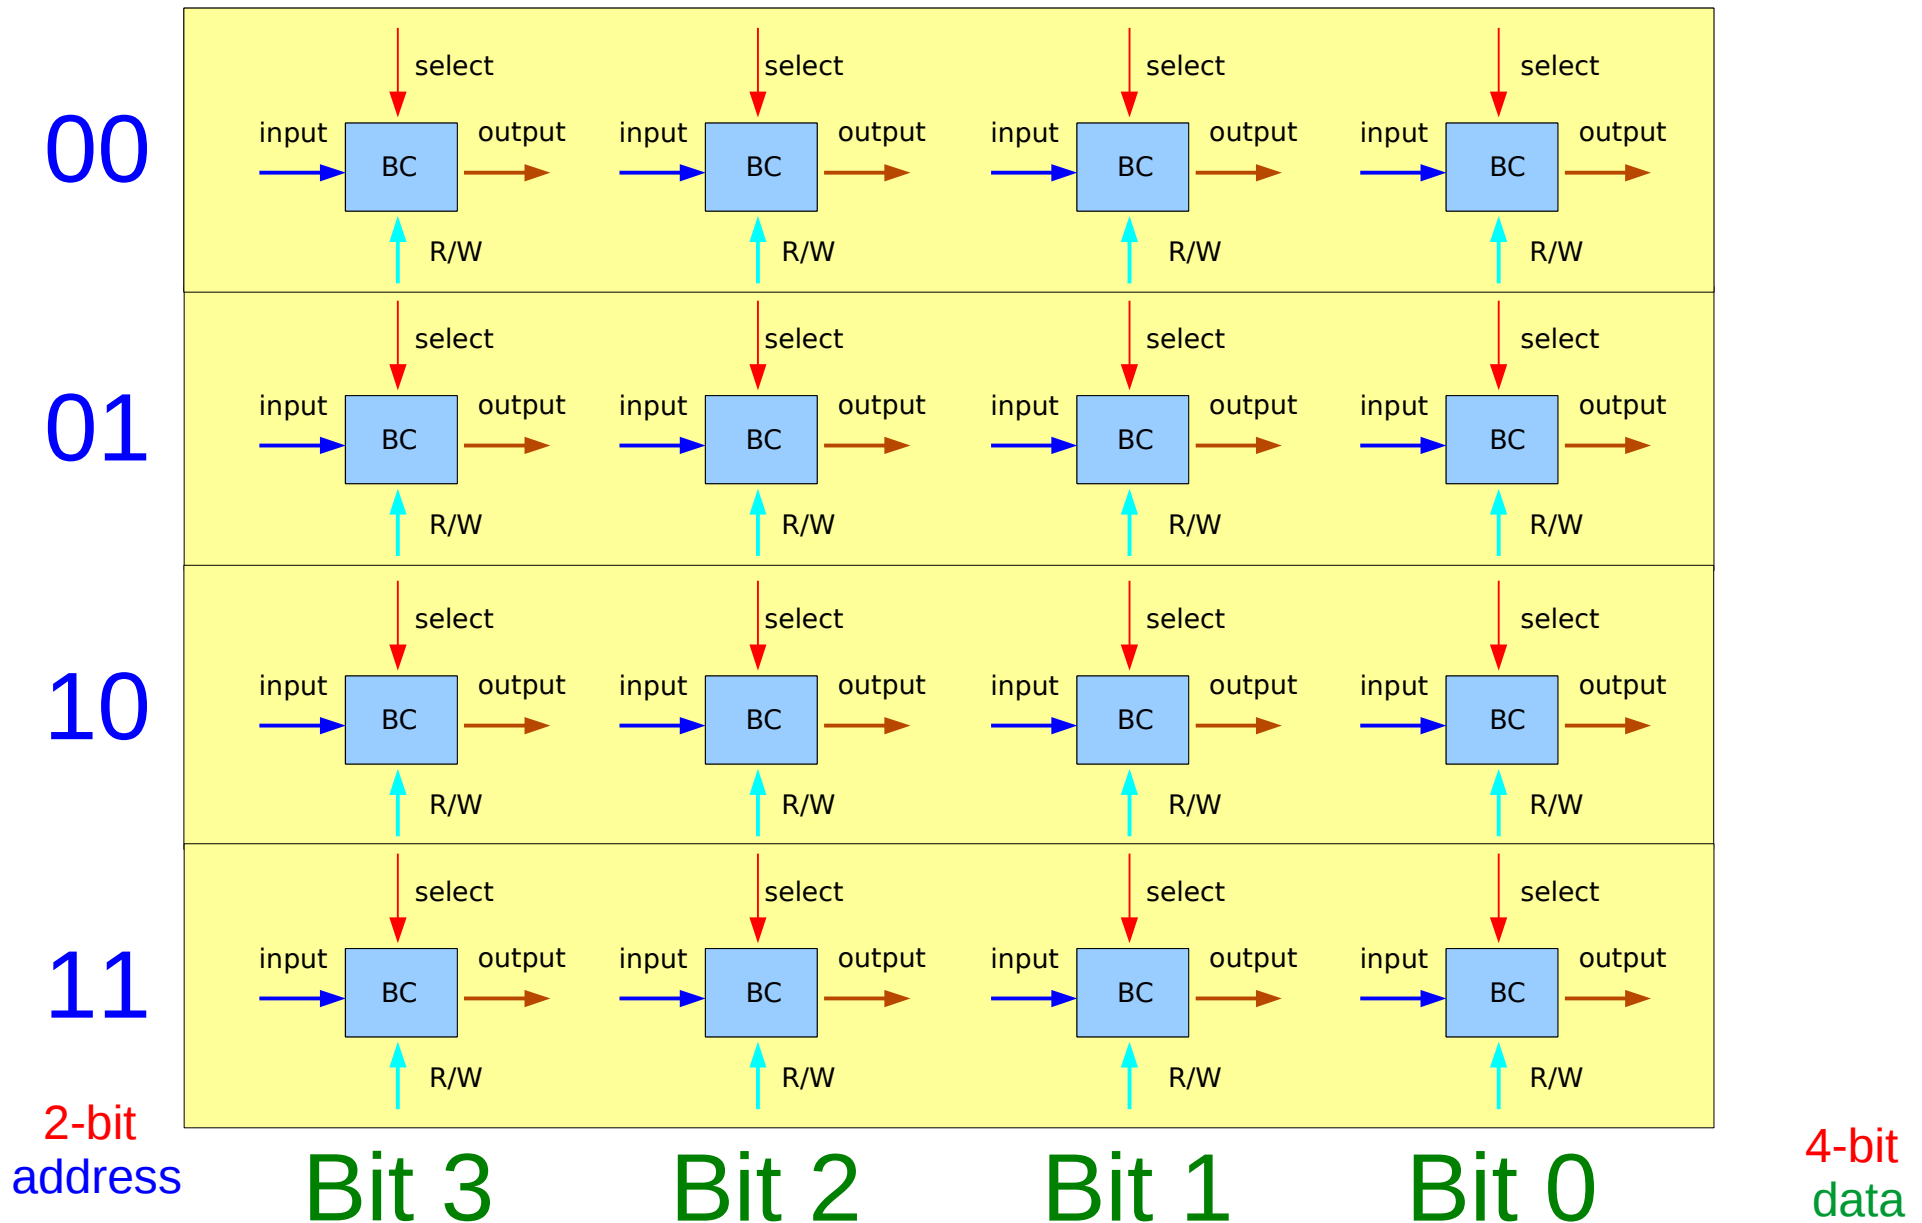 select select select select
00 input BC output input BC output input BC output input BC output
R/W R/W R/W R/W
select select select select
01 input BC output input BC output input BC output input BC output
R/W R/W R/W R/W
select select select select
10 input BC output input BC output input BC output input BC output
R/W R/W R/W R/W
select select select select
11 input BC output input BC output input BC output input BC output
R/W R/W R/W R/W
2-bit
address
Bit 3 Bit 2 Bit 1 Bit 0
4-bit
data